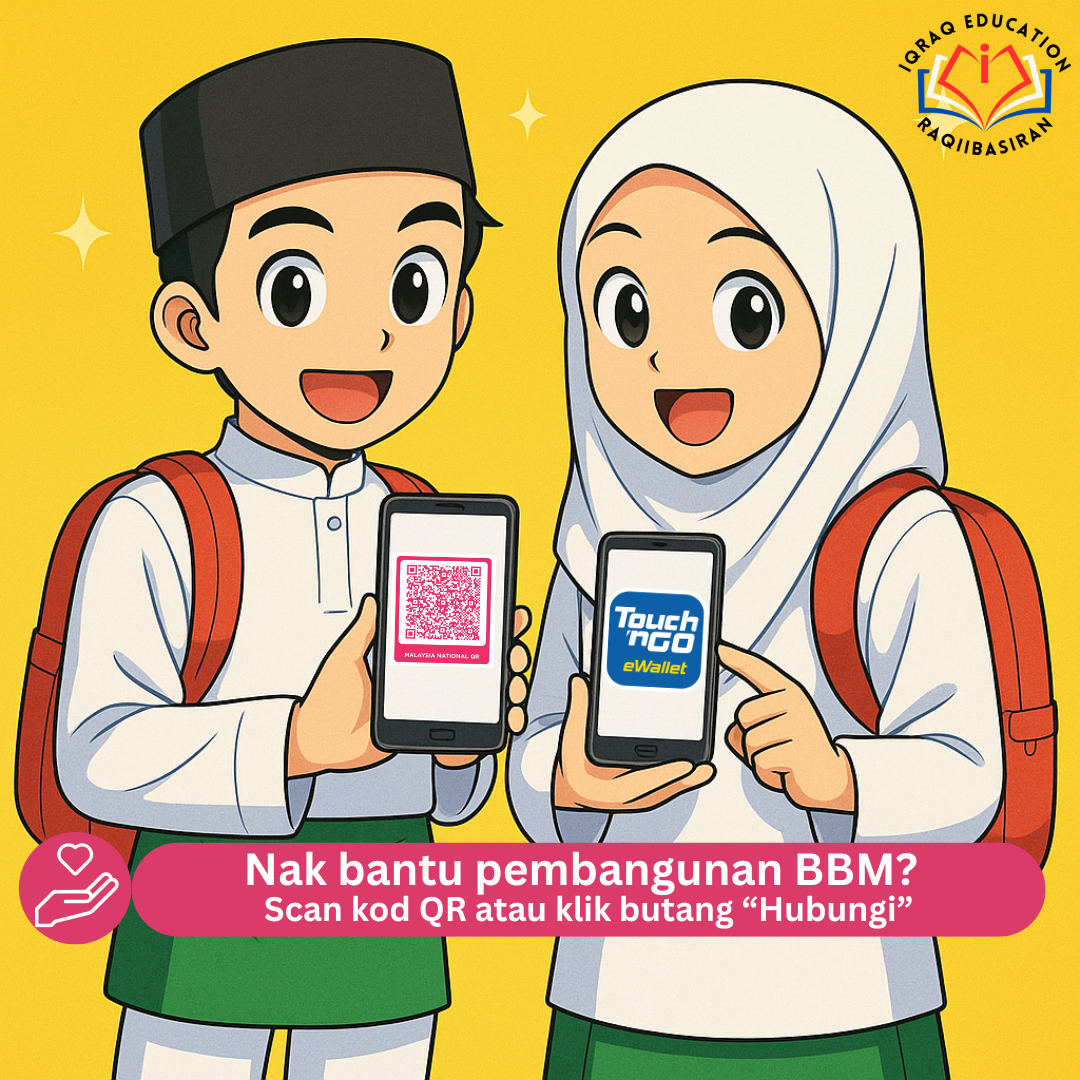 IQRAQ EDUCATION
i
RAQIIBASIRAN
MALAYSIA NATIONAL QR
Touch
'nGO
eWallet
Nak bantu pembangunan BBM?
Scan kod QR atau klik butang “Hubungi”